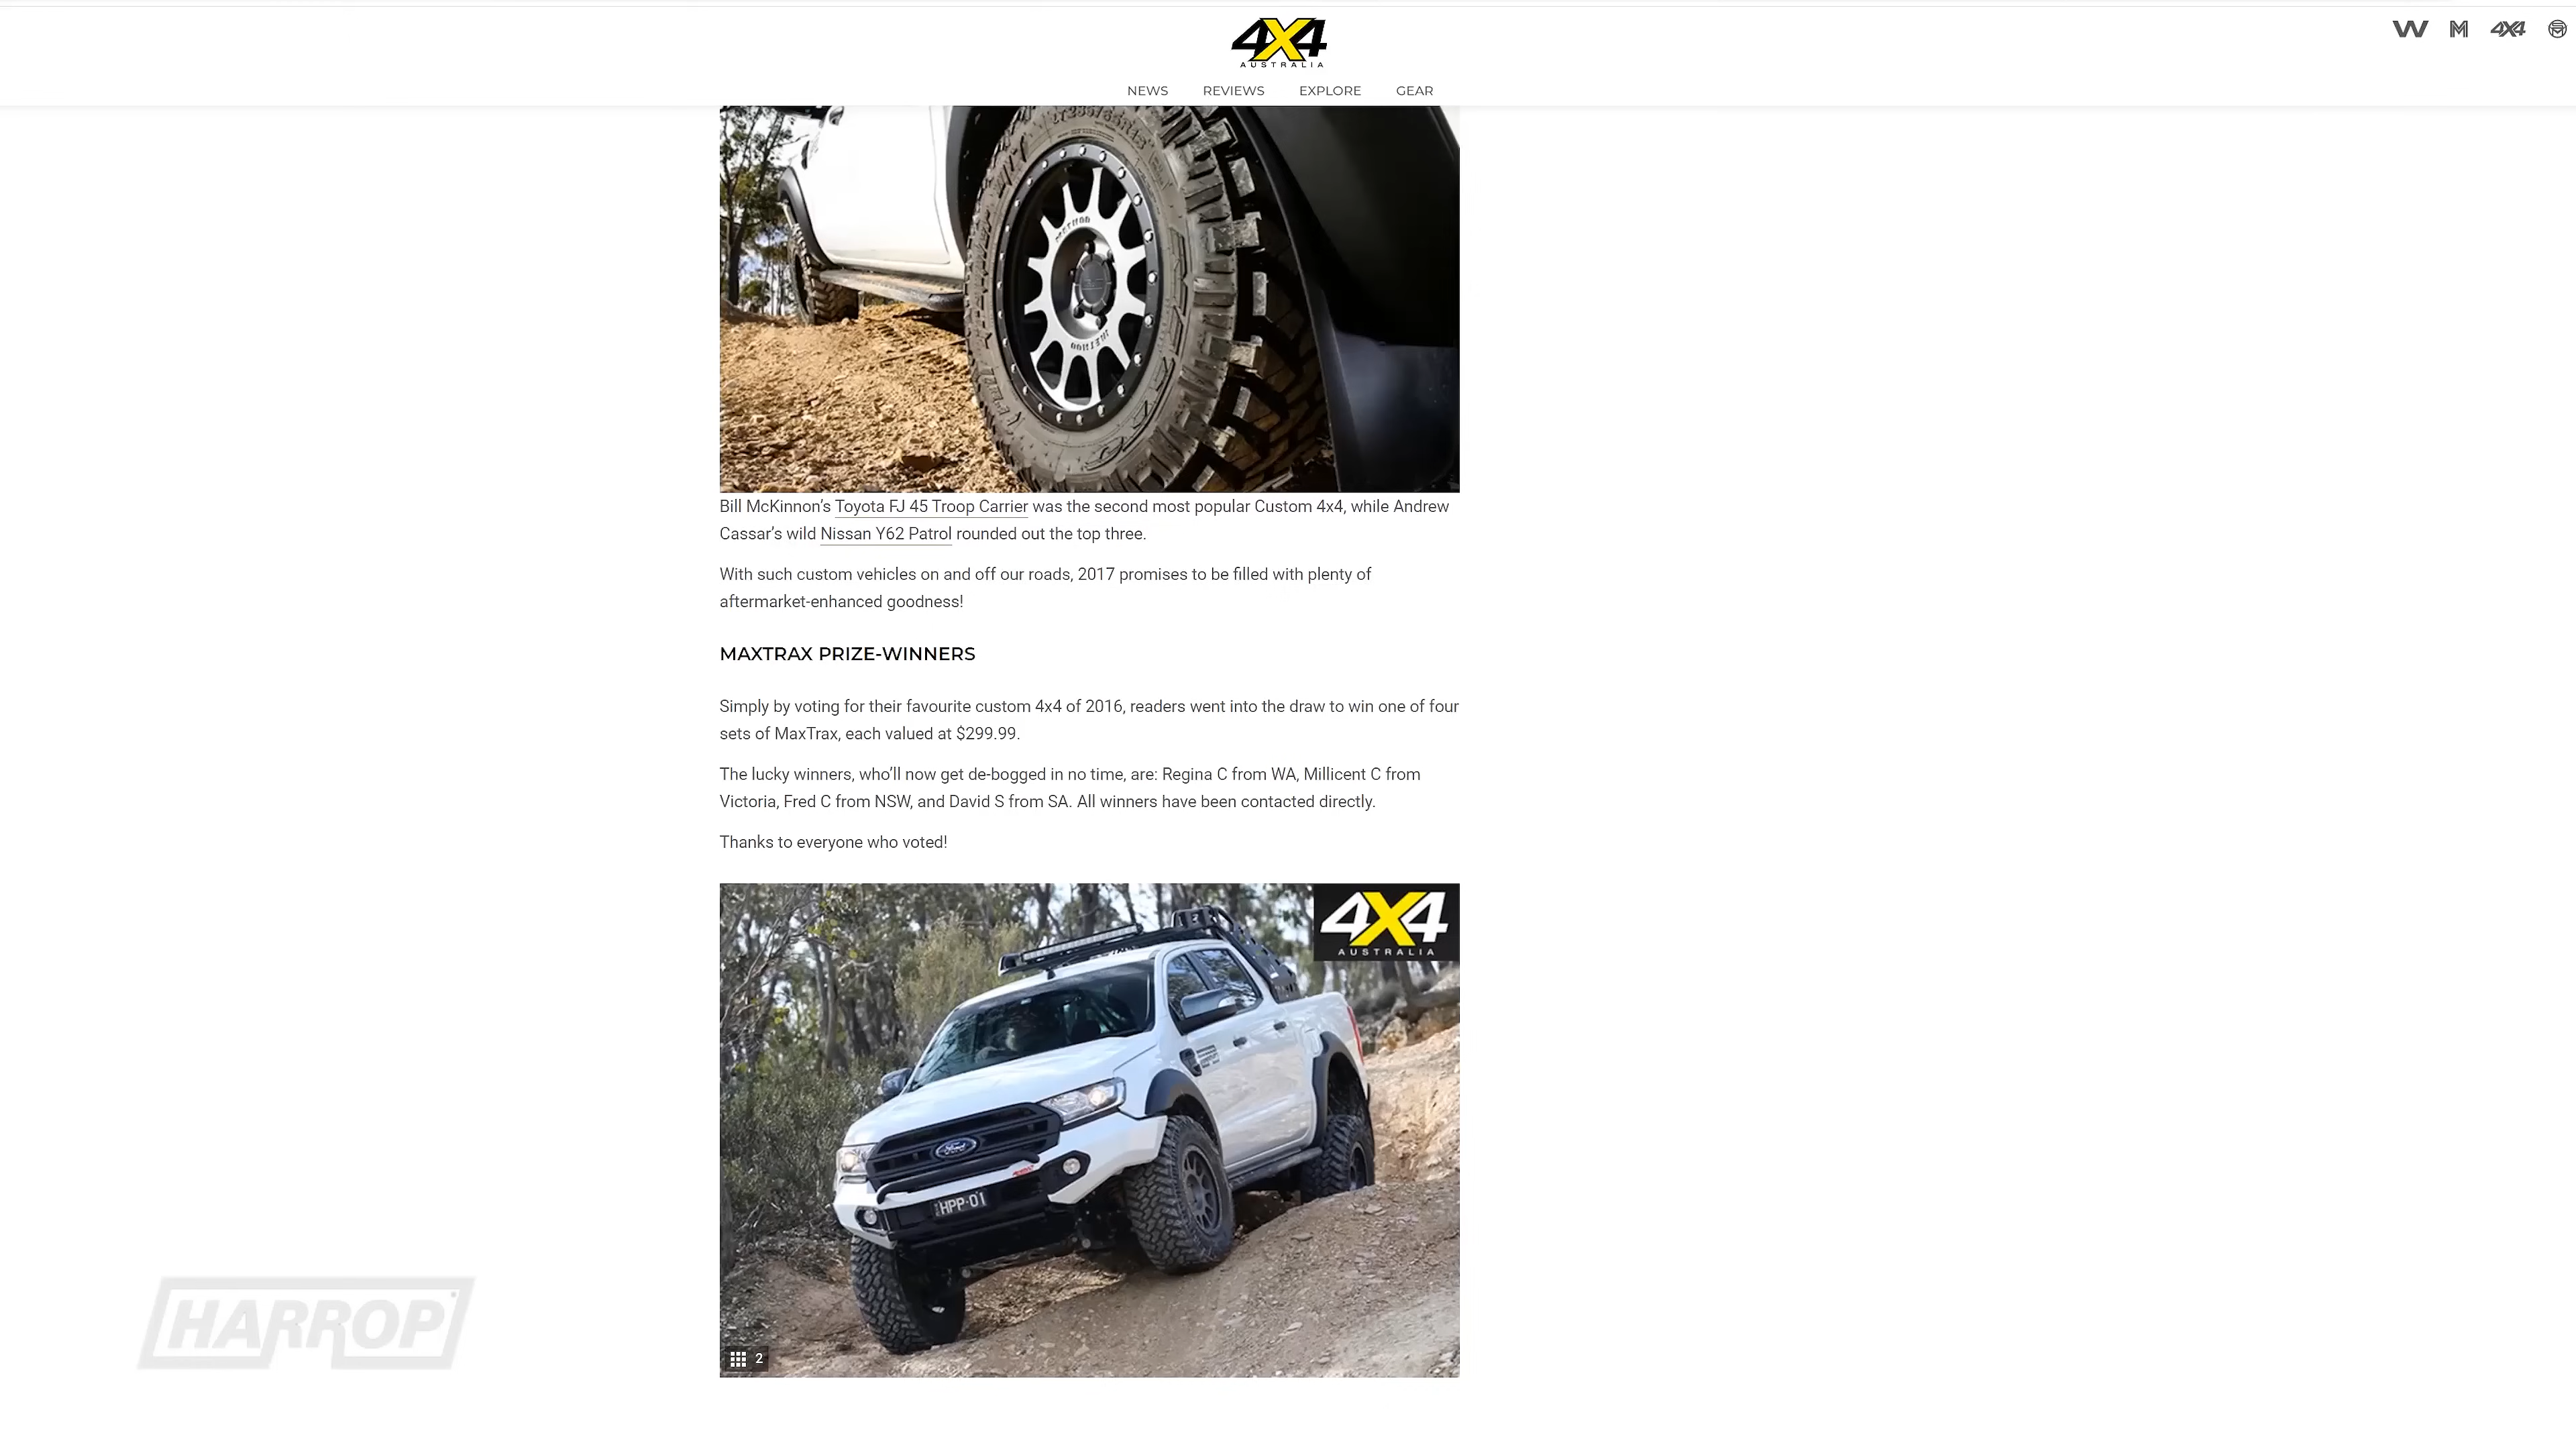 4X4
AUSTRALIA
W M 4X4
NEWS REVIEWS EXPLORE GEAR
METHOD
METHOD
Bill McKinnon’s Toyota FJ 45 Troop Carrier was the second most popular Custom 4x4, while Andrew
Cassar’s wild Nissan Y62 Patrol rounded out the top three.
With such custom vehicles on and off our roads, 2017 promises to be filled with plenty of
aftermarket-enhanced goodness!
MAXTRAX PRIZE-WINNERS
Simply by voting for their favourite custom 4x4 of 2016, readers went into the draw to win one of four
sets of MaxTrax, each valued at $299.99.
The lucky winners, who’ll now get de-bogged in no time, are: Regina C from WA, Millicent C from
Victoria, Fred C from NSW, and David S from SA. All winners have been contacted directly.
Thanks to everyone who voted!
4X4
AUSTRALIA
Ford
HPP·01
HARROP
2